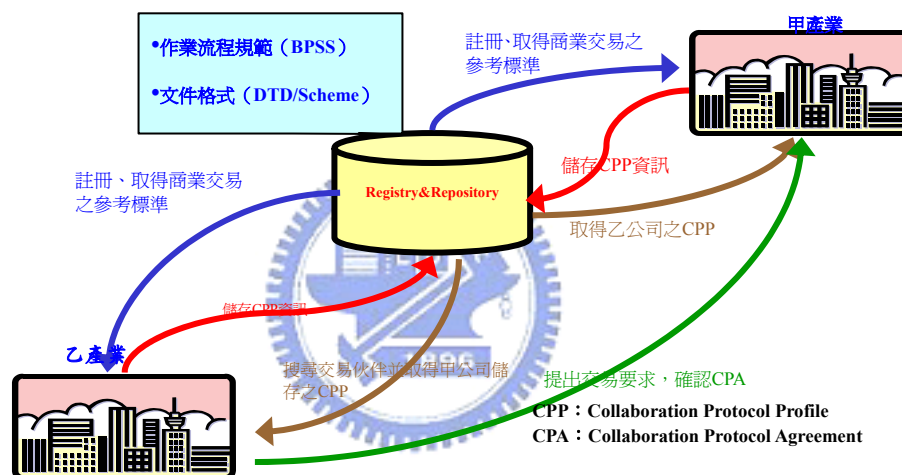 •作業流程規範（BPSS）
•文件格式（DTD/Scheme）
註冊、取得商業交易之
參考標準
甲產業
註冊、取得商業交易
之參考標準
Registry&Repository
儲存CPP資訊
取得乙公司之CPP
儲存CPP資訊
乙產業
搜尋交易伙伴並取得甲公司儲
存之CPP
提出交易要求，確認CPA
CPP：Collaboration Protocol Profile
CPA：Collaboration Protocol Agreement